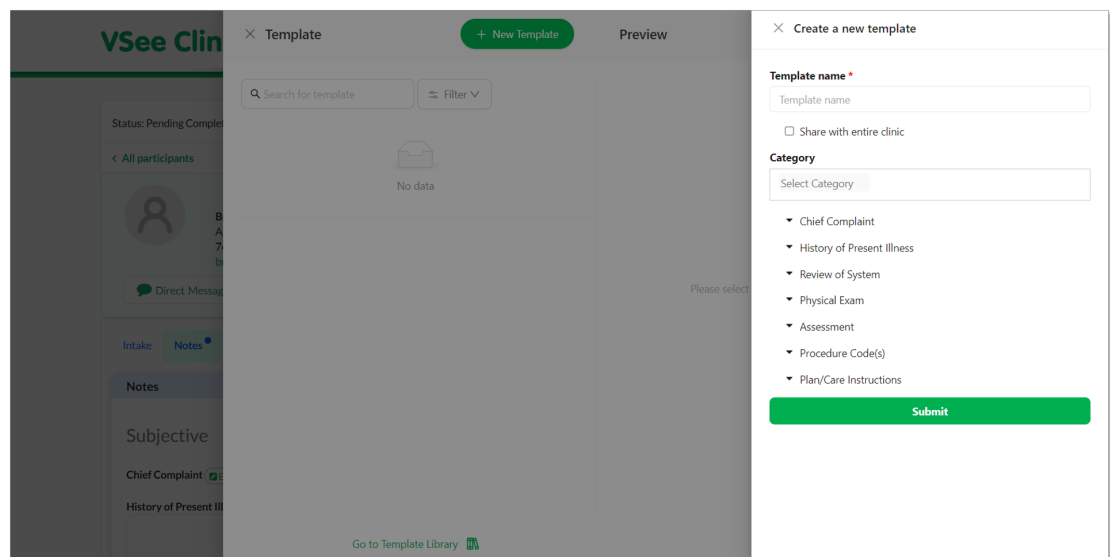 VSee Clin
Status: Pending Complet
All participants
Direct Messag
Intake
Notes
Notes
Subjective
Chief Complaint
History of Present Ill
Template
+ New Template
Preview
Search for template
Filter
No data
Please select
Go to Template Library
Create a new template
Template name *
Template name
Share with entire clinic
Category
Select Category
Chief Complaint
History of Present Illness
Review of System
Physical Exam
Assessment
Procedure Code(s)
Plan/Care Instructions
Submit